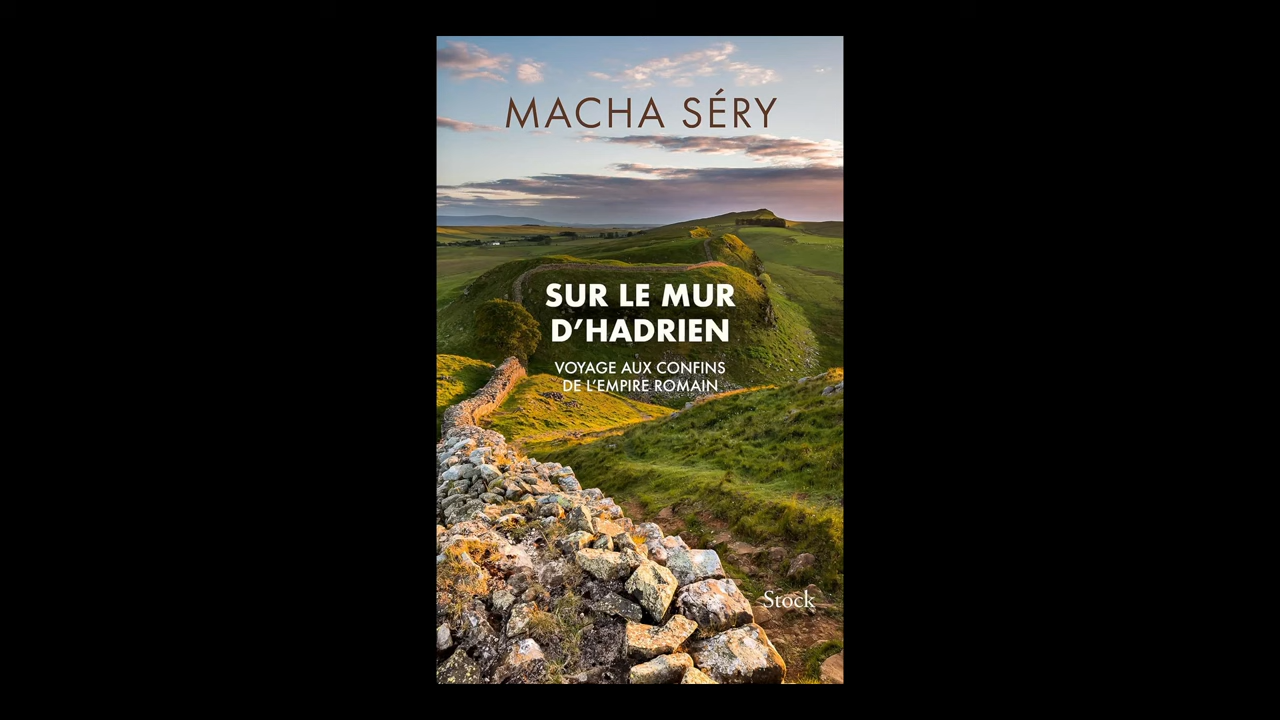 MACHA SÉRY
SUR LE MUR
D’HADRIEN
VOYAGE AUX CONFINS
DE L’EMPIRE ROMAIN
Stock